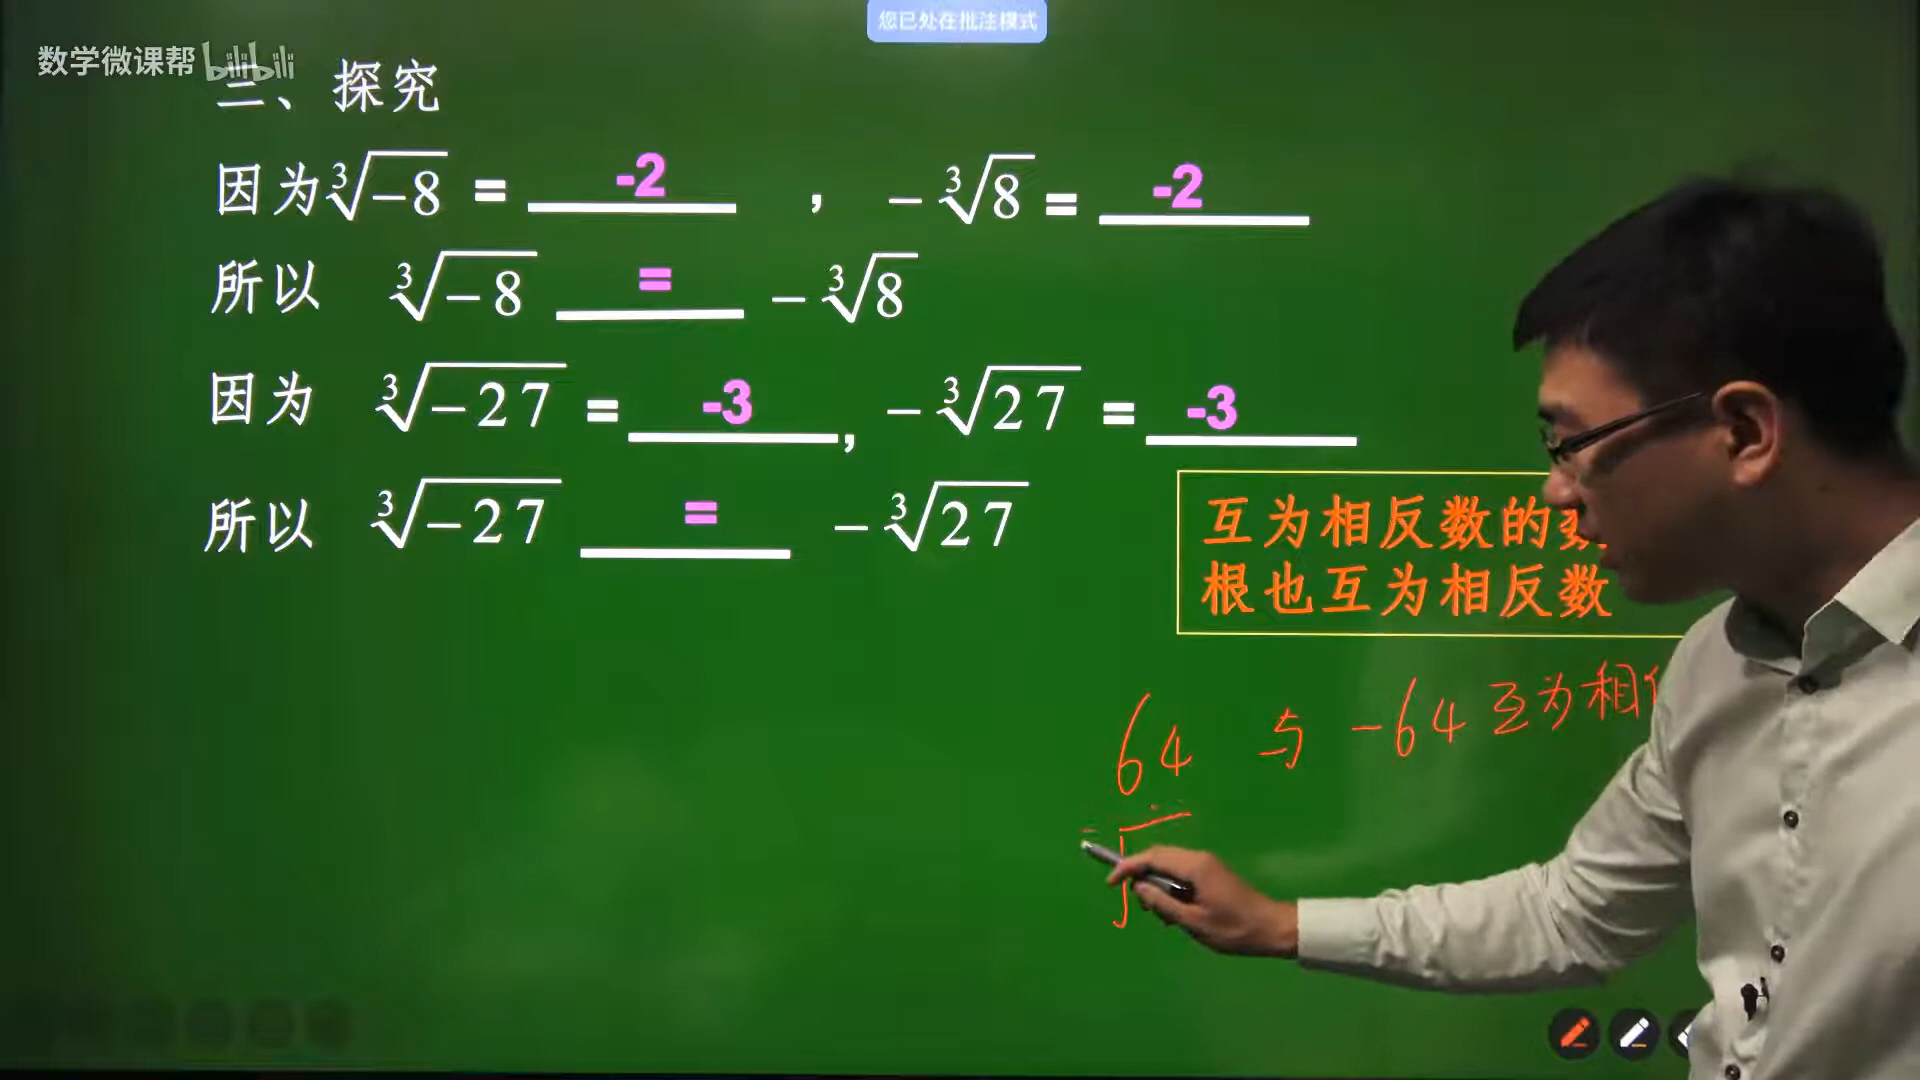 您已处在批注模式
数学微课帮 bilibili
二、探究
因为∛-8 = -2 , -∛8 = -2
所以 ∛-8 = -∛8
因为 ∛-27 = -3 , -∛27 = -3
所以 ∛-27 = -∛27
互为相反数的
根也互为相反数
64 与 -64 互为相